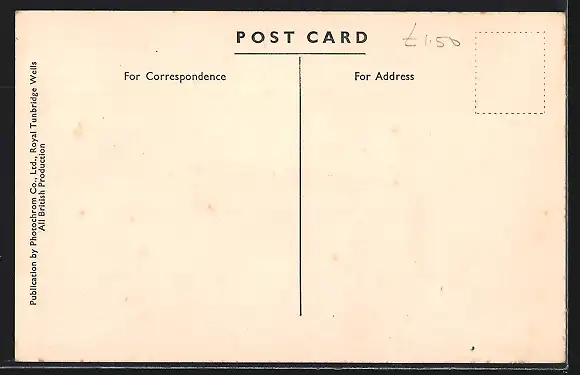 POST CARD
£1.50
For Correspondence
For Address
Publication by Photochrom Co., Ltd., Royal Tunbridge Wells
All British Production